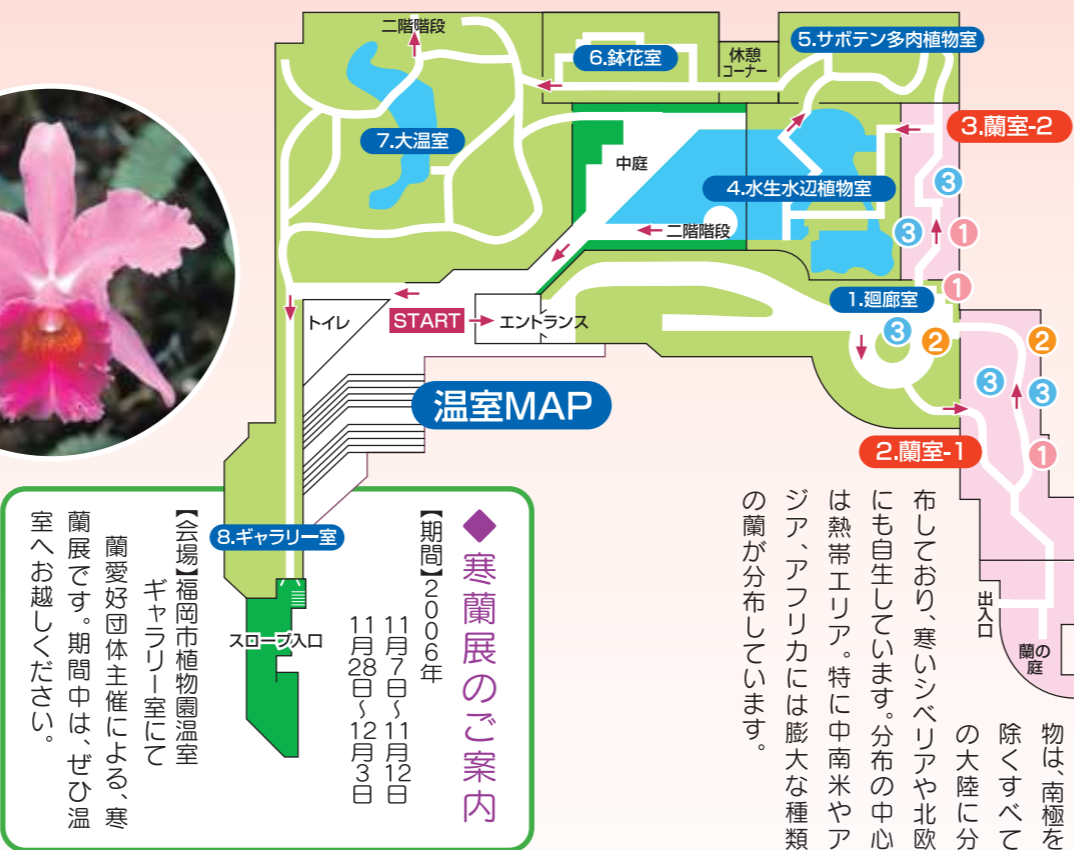 二階階段
6.鉢花室
休憩
コーナー
5.サボテン多肉植物室
3.蘭室-2
7.大温室
中庭
4.水生水辺植物室
3
二階階段
3
1
1.廻廊室
1
トイレ
START
エントランス
3
2
2
温室MAP
3
3
2.蘭室-1
1
8.ギャラリー室
スロープ入口
出入口
蘭の
庭
物は、南極を
除くすべて
の大陸に分
布しており、寒いシベリアや北欧
にも自生しています。分布の中心
は熱帯エリア。特に中南米やア
ジア、アフリカには膨大な種類
の蘭が分布しています。
◆寒蘭展のご案内
【期間】2006年
11月7日~11月12日
11月28日~12月3日
【会場】福岡市植物園温室
ギャラリー室にて
蘭愛好団体主催による、寒
蘭展です。期間中は、ぜひ温
室へお越しください。